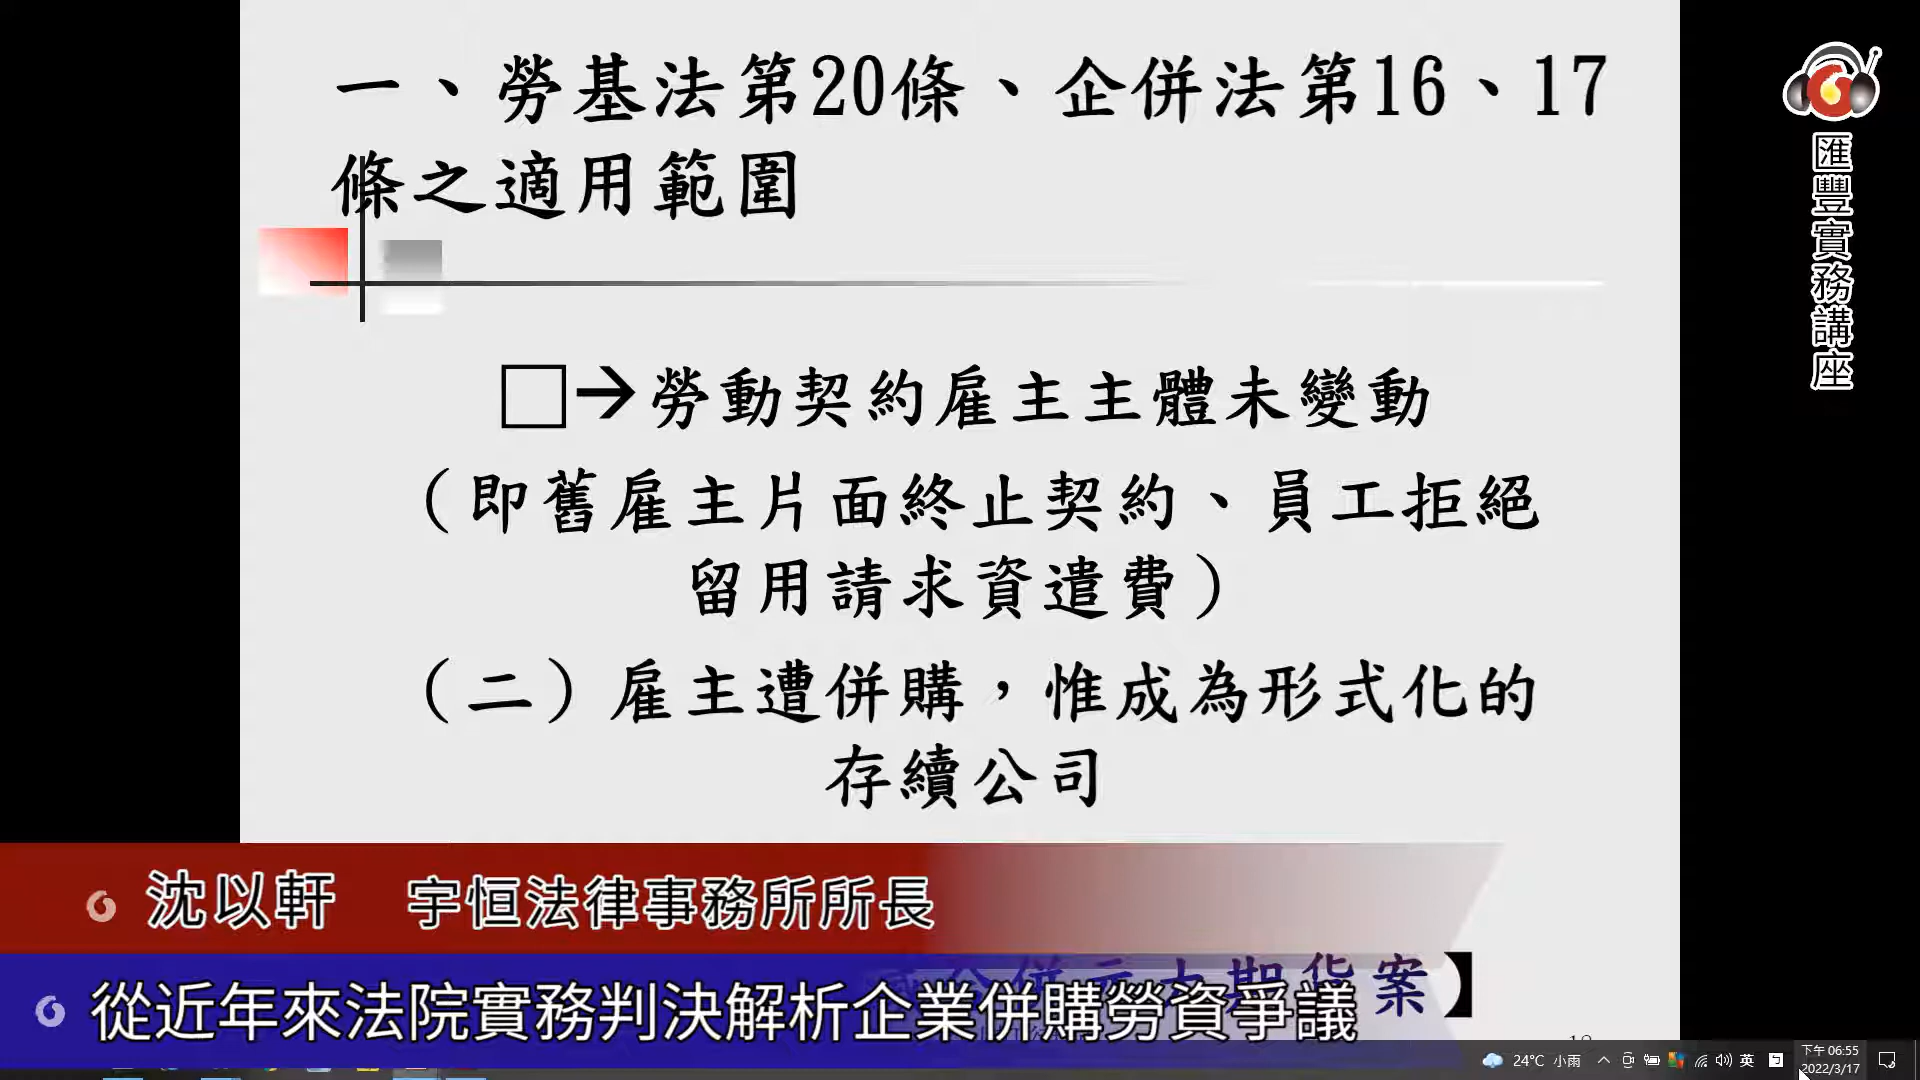 一、勞基法第20條、企併法第16、17
條之適用範圍
□→勞動契約雇主主體未變動
（即舊雇主片面終止契約、員工拒絕
留用請求資遣費）
（二）雇主遭併購，惟成為形式化的
存續公司
匯豐實務講座
沈以軒 宇恒法律事務所所長
案】
從近年來法院實務判決解析企業併購勞資爭議
24°C 小雨
英
下午 06:55
2022/3/17